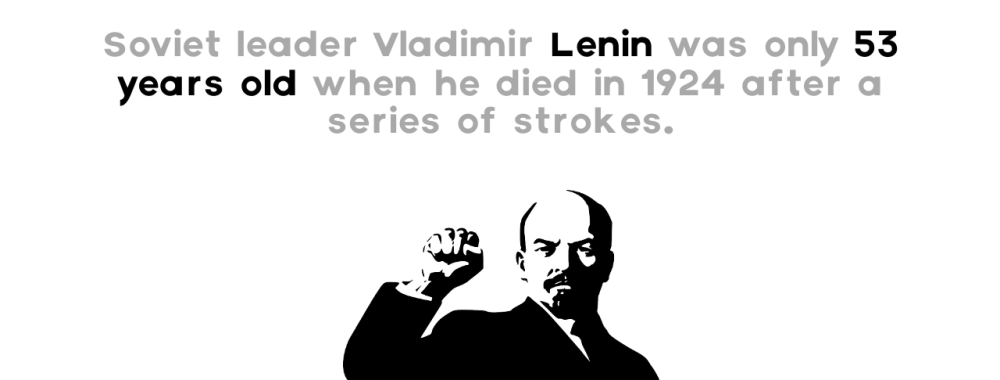 Soviet leader Vladimir Lenin was only 53
years old when he died in 1924 after a
series of strokes.